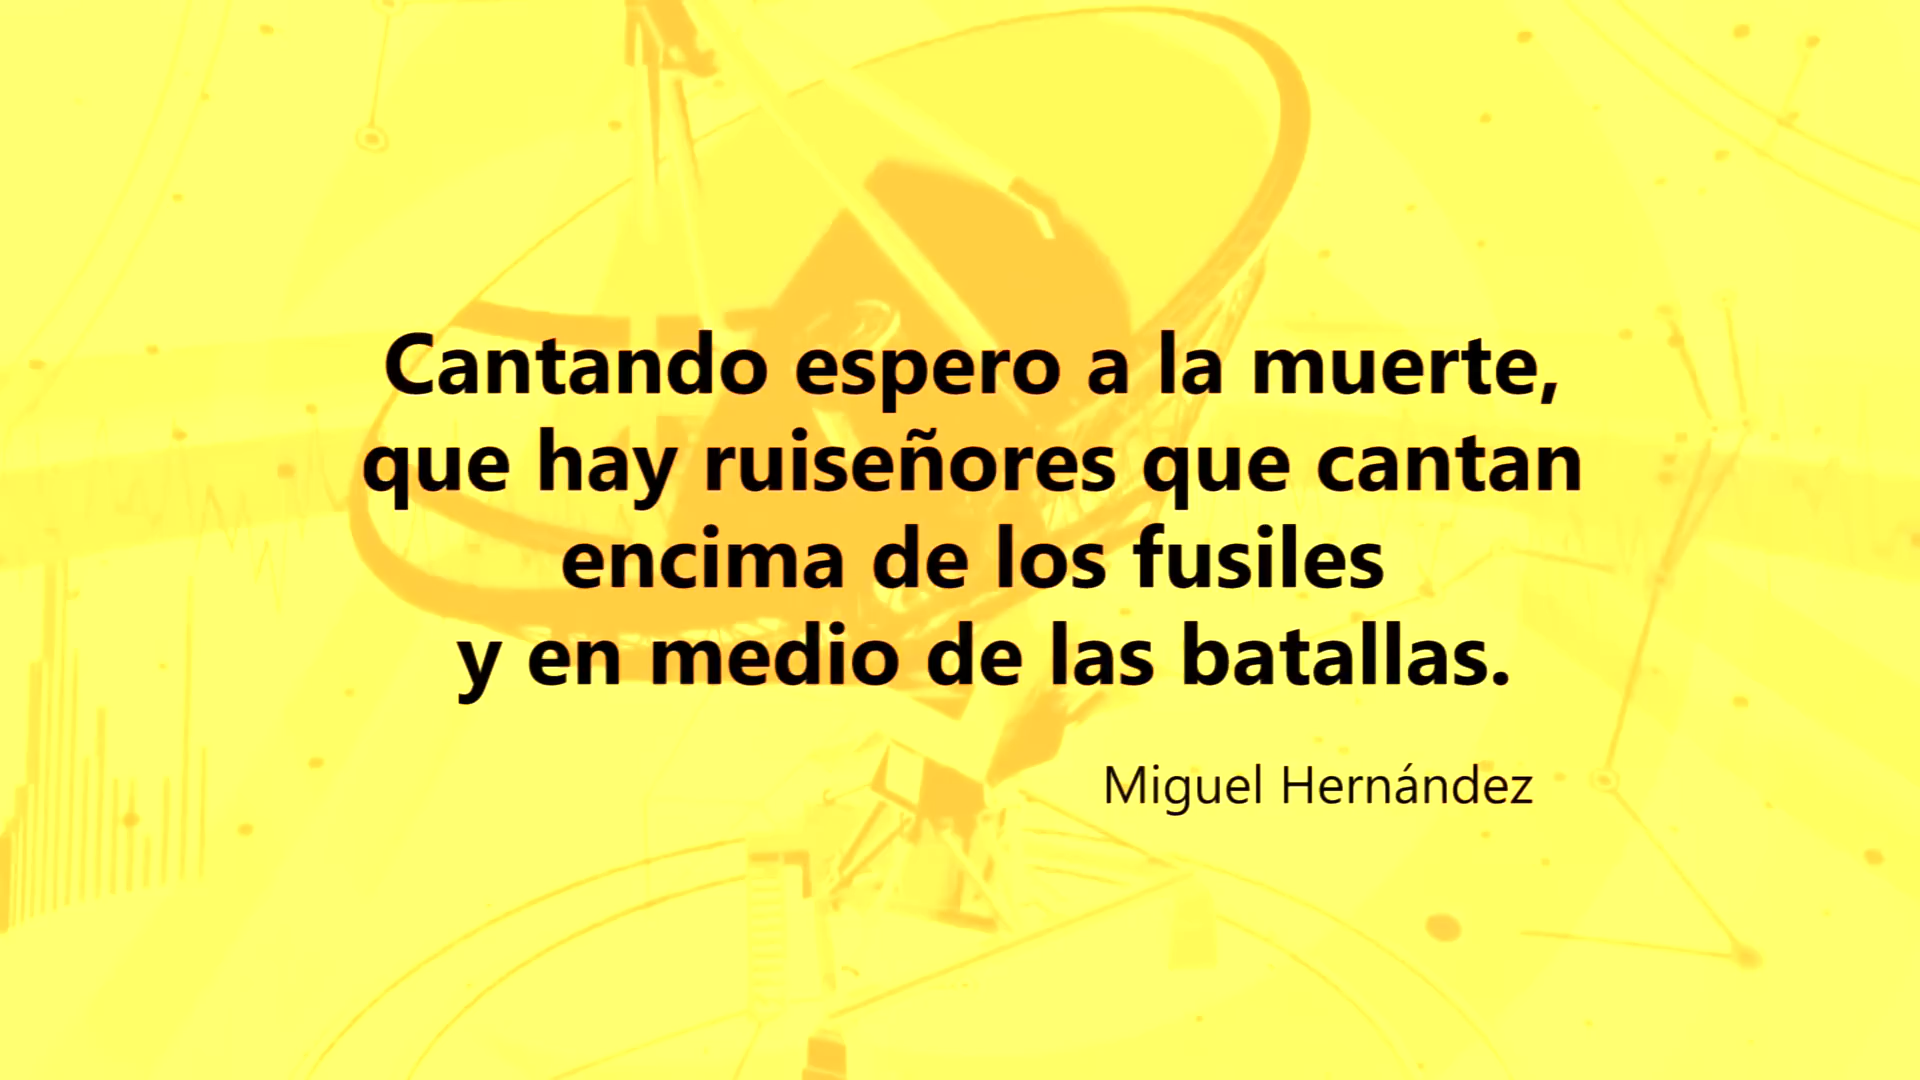 Cantando espero a la muerte,
que hay ruiseñores que cantan
encima de los fusiles
y en medio de las batallas.
Miguel Hernández